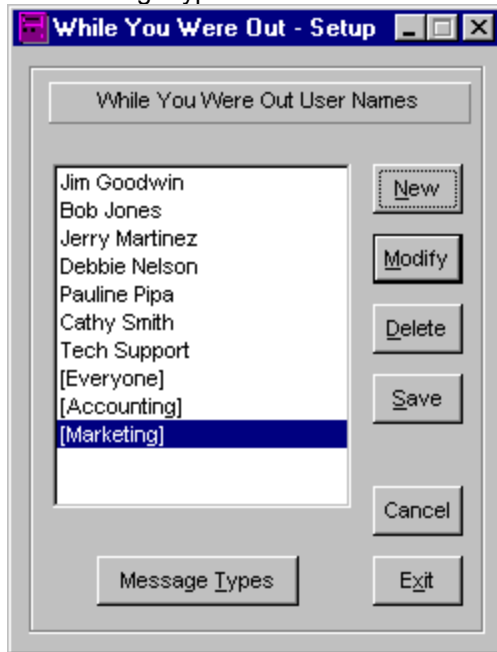 While You Were Out - Setup
While You Were Out User Names
Jim Goodwin
Bob Jones
Jerry Martinez
Debbie Nelson
Pauline Pipa
Cathy Smith
Tech Support
[Everyone]
[Accounting]
[Marketing]
New
Modify
Delete
Save
Cancel
Message Types
Exit